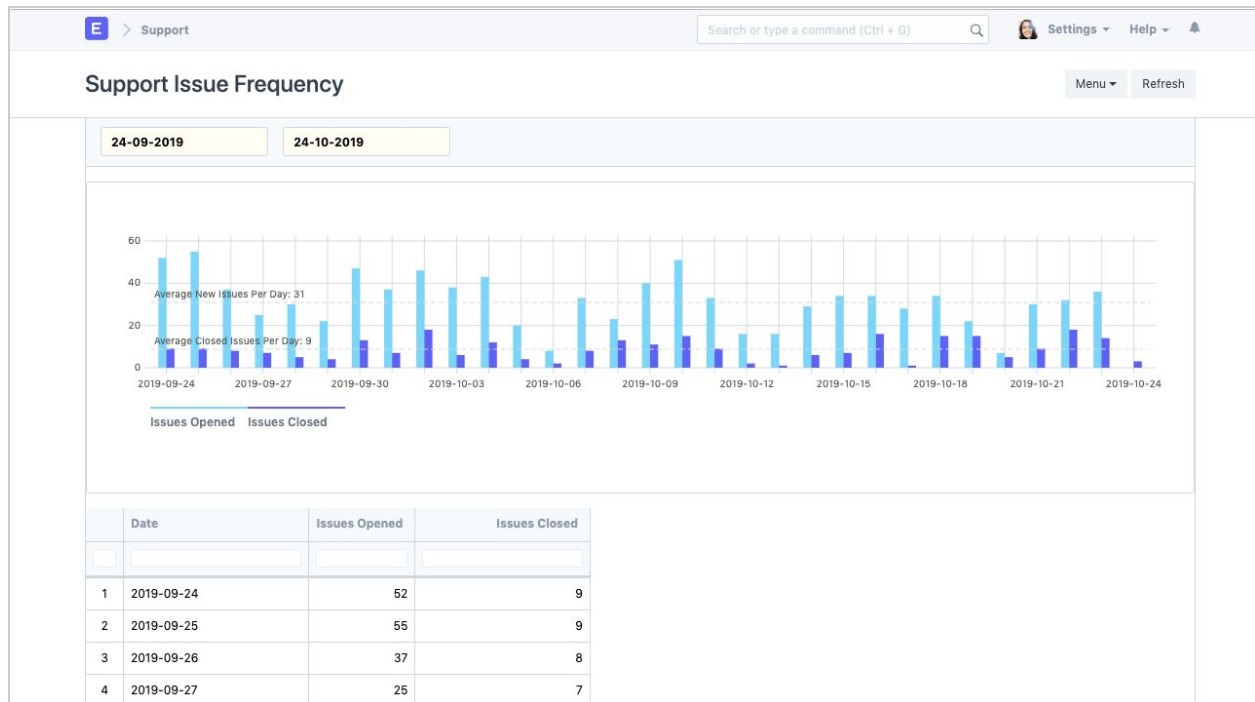 E > Support Search or type a command (Ctrl + G) Settings Help
Support Issue Frequency Menu Refresh
24-09-2019 24-10-2019
60
40
Average New Issues Per Day: 31
20
Average Closed Issues Per Day: 9
0
2019-09-24 2019-09-27 2019-09-30 2019-10-03 2019-10-06 2019-10-09 2019-10-12 2019-10-15 2019-10-18 2019-10-21 2019-10-24
Issues Opened Issues Closed
Date Issues Opened Issues Closed
1 2019-09-24 52 9
2 2019-09-25 55 9
3 2019-09-26 37 8
4 2019-09-27 25 7